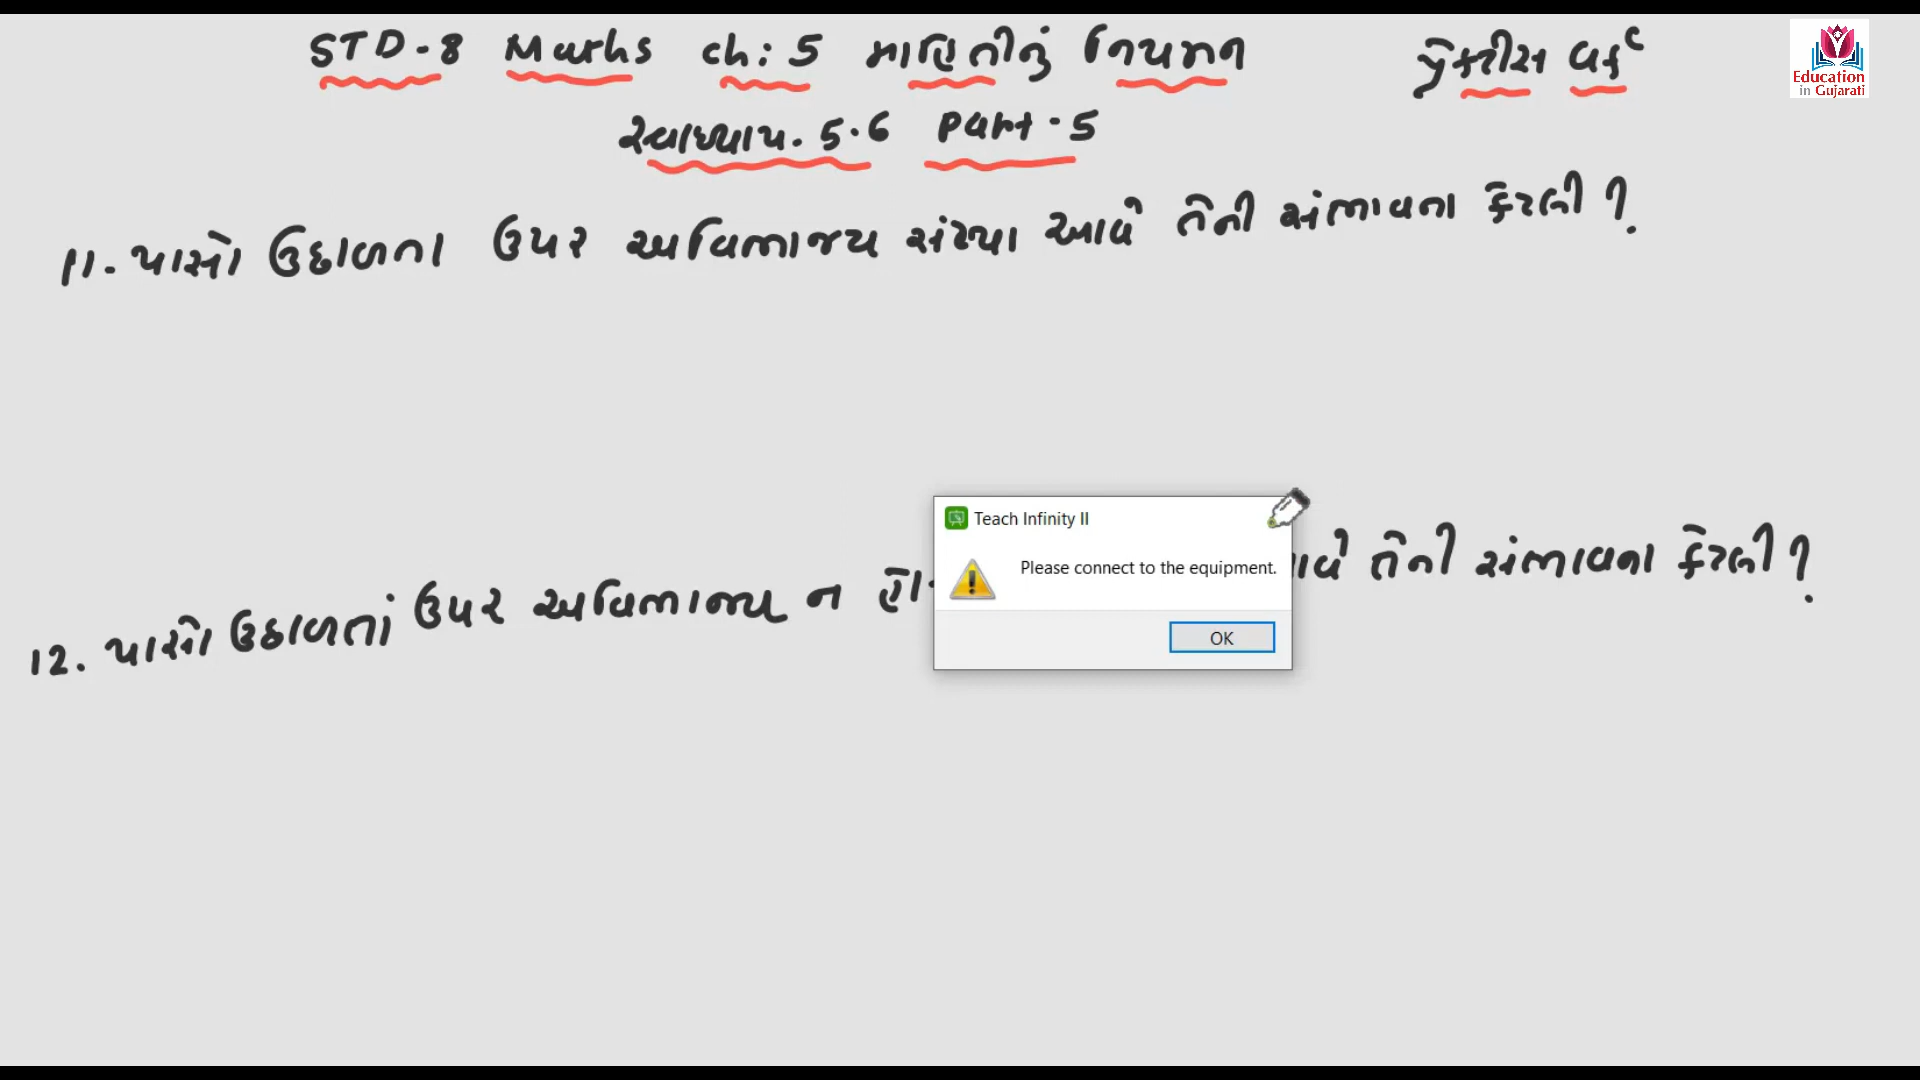 STD-8 Maths ch: 5 માહિતીનું નિયમન પ્રેક્ટીસ વર્ક
Education
in Gujarati
સ્વાધ્યાય. 5.6 Part-5
11. પાસો ઉછાળતા ઉપર અવિભાજ્ય સંખ્યા આવે તેની સંભાવના કેટલી?
Teach Infinity II
Please connect to the equipment.
OK
12. પાસો ઉછાળતાં ઉપર અવિભાજ્ય ન તેની સંભાવના કેટલી?